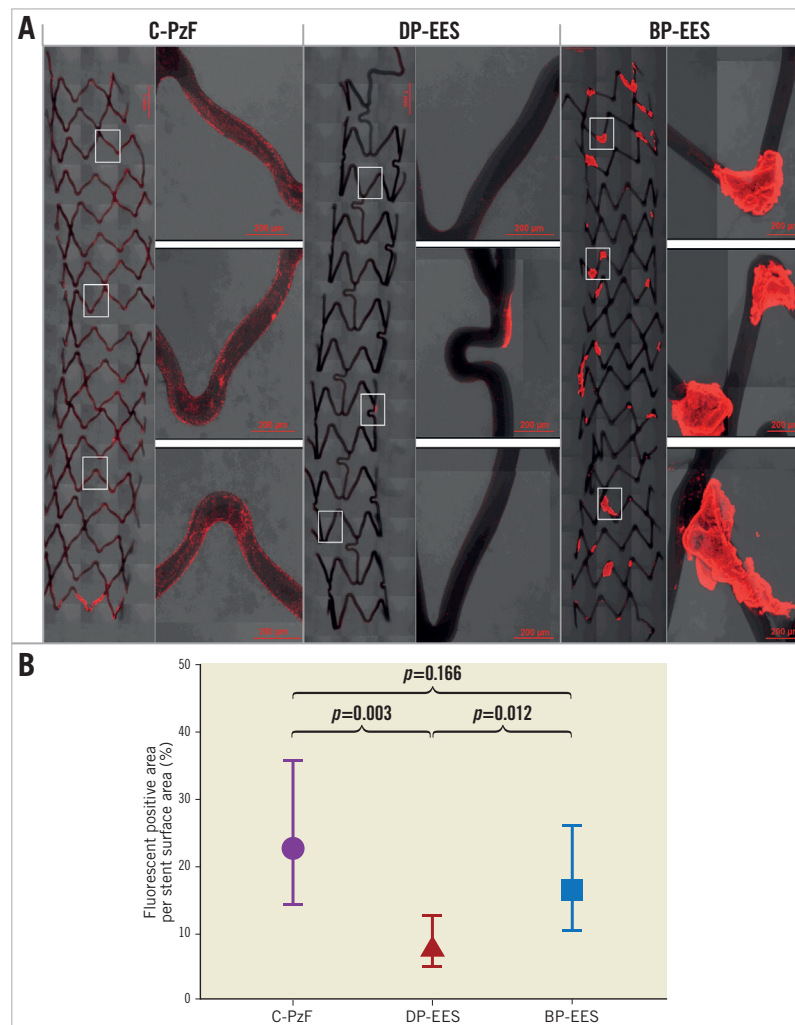 A
C-PzF
DP-EES
BP-EES
200 µm
200 µm
200 µm
200 µm
200 µm
200 µm
200 µm
200 µm
200 µm
B
Fluorescent positive area
per stent surface area (%)
50
40
30
20
10
0
p=0.166
p=0.003
p=0.012
C-PzF
DP-EES
BP-EES